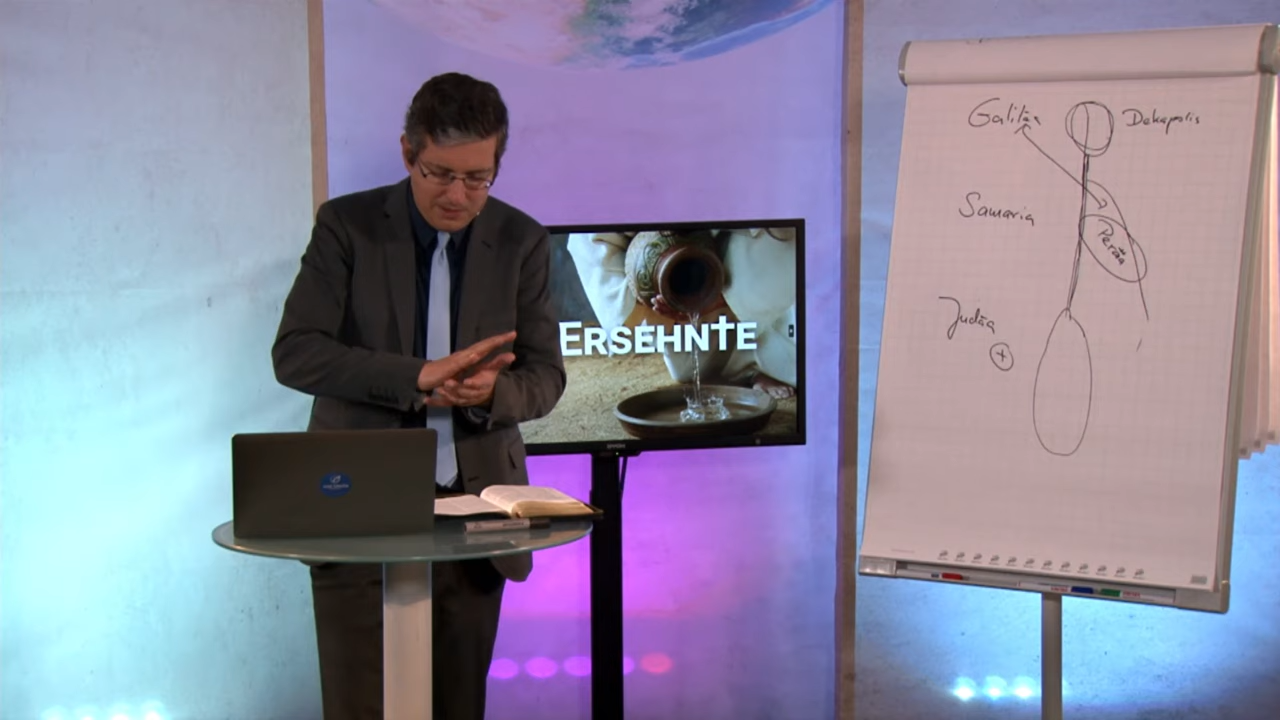 ERSEHNTE
Galiläa
Dekapolis
Samaria
Peräa
Judäa